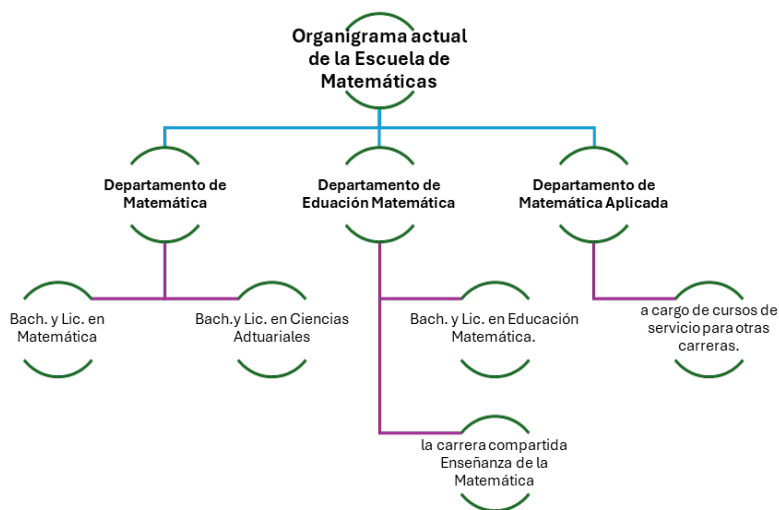 Organigrama actual
de la Escuela de
Matemáticas
Departamento de
Matemática
Departamento de
Eduación Matemática
Departamento de
Matemática Aplicada
Bach. y Lic. en
Matemática
Bach.y Lic. en Ciencias
Adtuariales
Bach. y Lic. en Educación
Matemática.
a cargo de cursos de
servicio para otras
carreras.
la carrera compartida
Enseñanza de la
Matemática